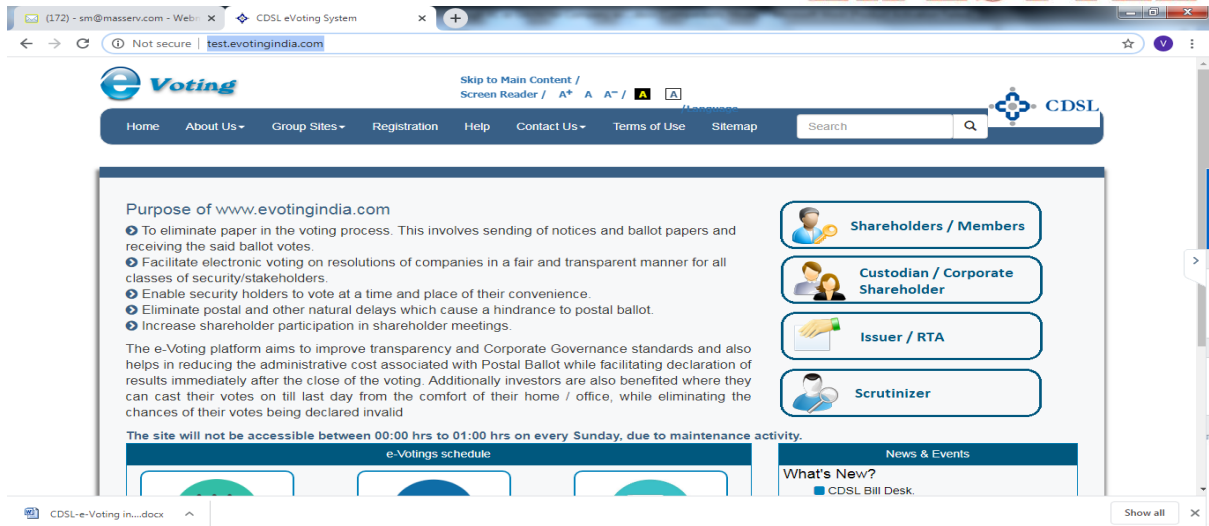 (172) - sm@masserv.com - Web
CDSL eVoting System
Not secure | test.evotingindia.com
V
e Voting
Skip to Main Content /
Screen Reader / A+ A A- / A A
/Language
CDSL
Home About Us Group Sites Registration Help Contact Us Terms of Use Sitemap Search
Purpose of www.evotingindia.com
To eliminate paper in the voting process. This involves sending of notices and ballot papers and
receiving the said ballot votes.
Facilitate electronic voting on resolutions of companies in a fair and transparent manner for all
classes of security/stakeholders.
Enable security holders to vote at a time and place of their convenience.
Eliminate postal and other natural delays which cause a hindrance to postal ballot.
Increase shareholder participation in shareholder meetings.
The e-Voting platform aims to improve transparency and Corporate Governance standards and also
helps in reducing the administrative cost associated with Postal Ballot while facilitating declaration of
results immediately after the close of the voting. Additionally investors are also benefited where they
can cast their votes on till last day from the comfort of their home / office, while eliminating the
chances of their votes being declared invalid
Shareholders / Members
Custodian / Corporate
Shareholder
Issuer / RTA
Scrutinizer
The site will not be accessible between 00:00 hrs to 01:00 hrs on every Sunday, due to maintenance activity.
e-Votings schedule
News & Events
What's New?
CDSL Bill Desk.
CDSL-e-Voting in....docx
Show all